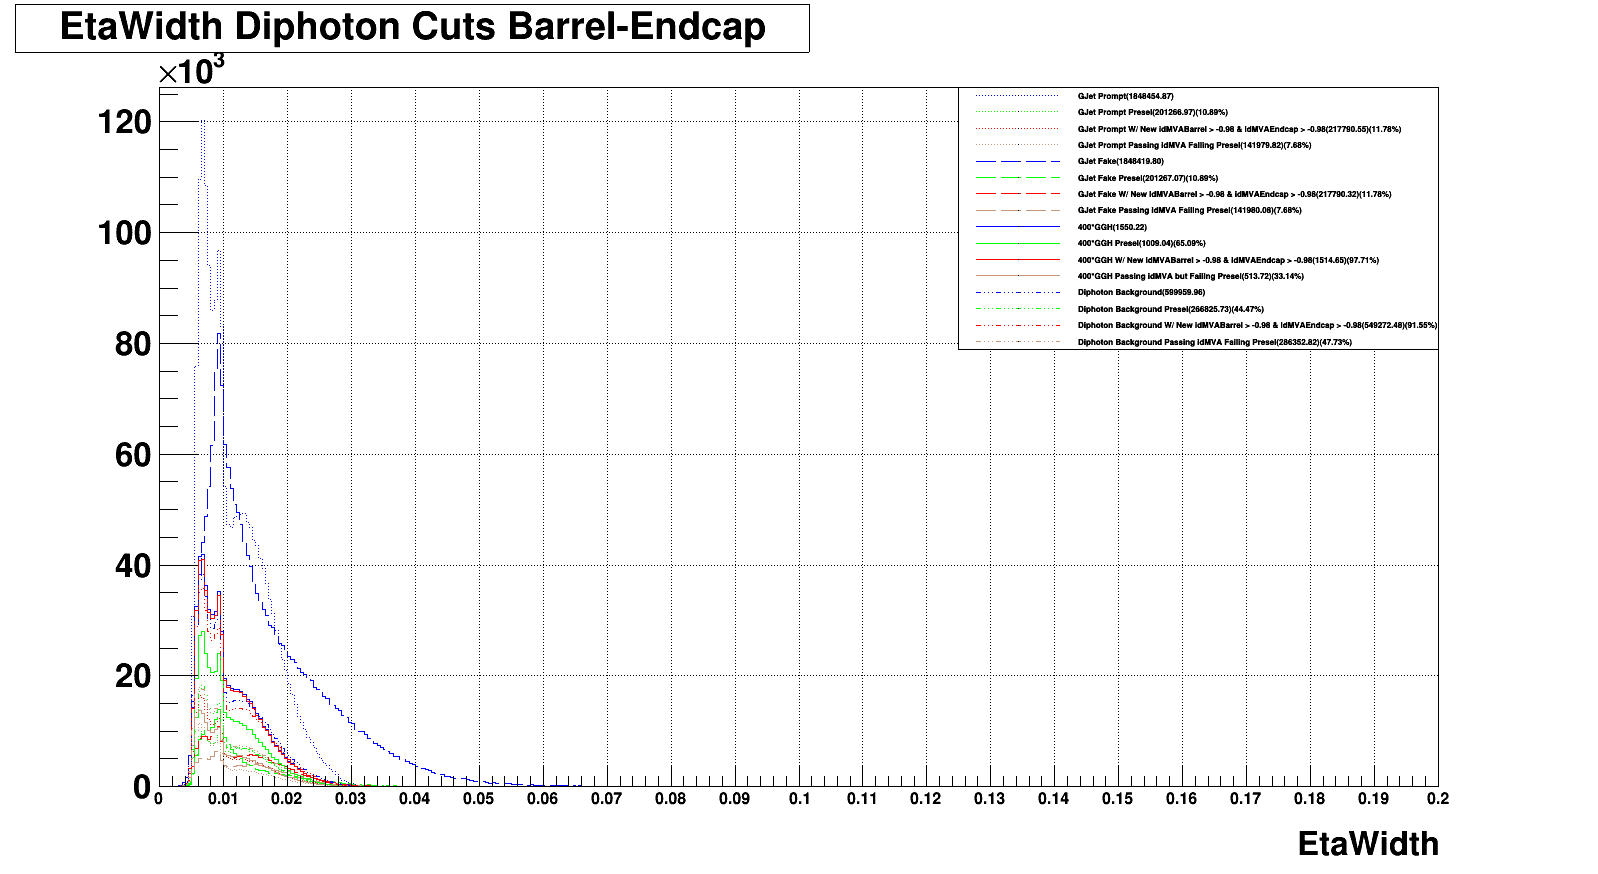 EtaWidth Diphoton Cuts Barrel-Endcap
×10³
120
100
80
60
40
20
0
GJet Prompt(1848454.87)
GJet Prompt Presel(201266.97)(10.89%)
GJet Prompt W/ New idMVABarrel > -0.98 & idMVAEndcap > -0.98(217790.55)(11.78%)
GJet Prompt Passing idMVA Failing Presel(141979.82)(7.68%)
GJet Fake(1848419.80)
GJet Fake Presel(201267.07)(10.89%)
GJet Fake W/ New idMVABarrel > -0.98 & idMVAEndcap > -0.98(217790.32)(11.78%)
GJet Fake Passing idMVA Failing Presel(141980.08)(7.68%)
400*GGH(1550.22)
400*GGH Presel(1009.04)(65.09%)
400*GGH W/ New idMVABarrel > -0.98 & idMVAEndcap > -0.98(1514.65)(97.71%)
400*GGH Passing idMVA but Failing Presel(513.72)(33.14%)
Diphoton Background(599959.96)
Diphoton Background Presel(266825.73)(44.47%)
Diphoton Background W/ New idMVABarrel > -0.98 & idMVAEndcap > -0.98(549272.48)(91.55%)
Diphoton Background Passing idMVA Failing Presel(286352.82)(47.73%)
0 0.01 0.02 0.03 0.04 0.05 0.06 0.07 0.08 0.09 0.1 0.11 0.12 0.13 0.14 0.15 0.16 0.17 0.18 0.19 0.2
EtaWidth